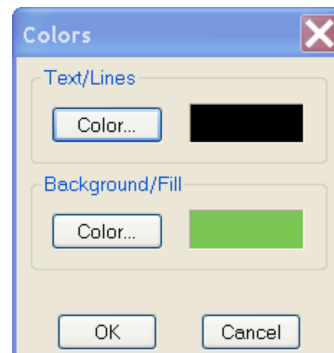 Colors
Text/Lines
Color...
Background/Fill
Color...
OK Cancel